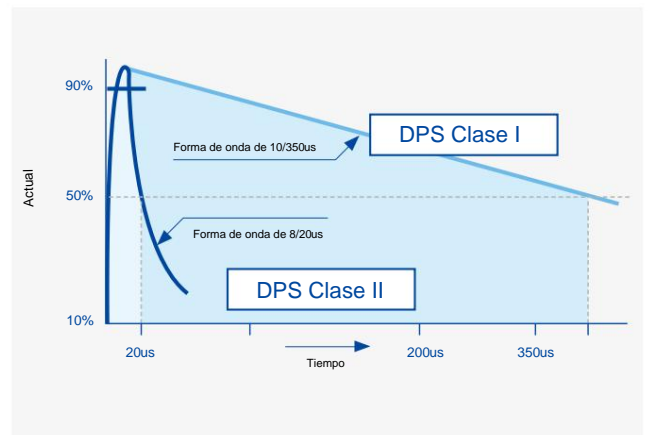 90%
DPS Clase I
Forma de onda de 10/350us
Actual
50%
Forma de onda de 8/20us
DPS Clase II
10%
20us
200us
350us
Tiempo